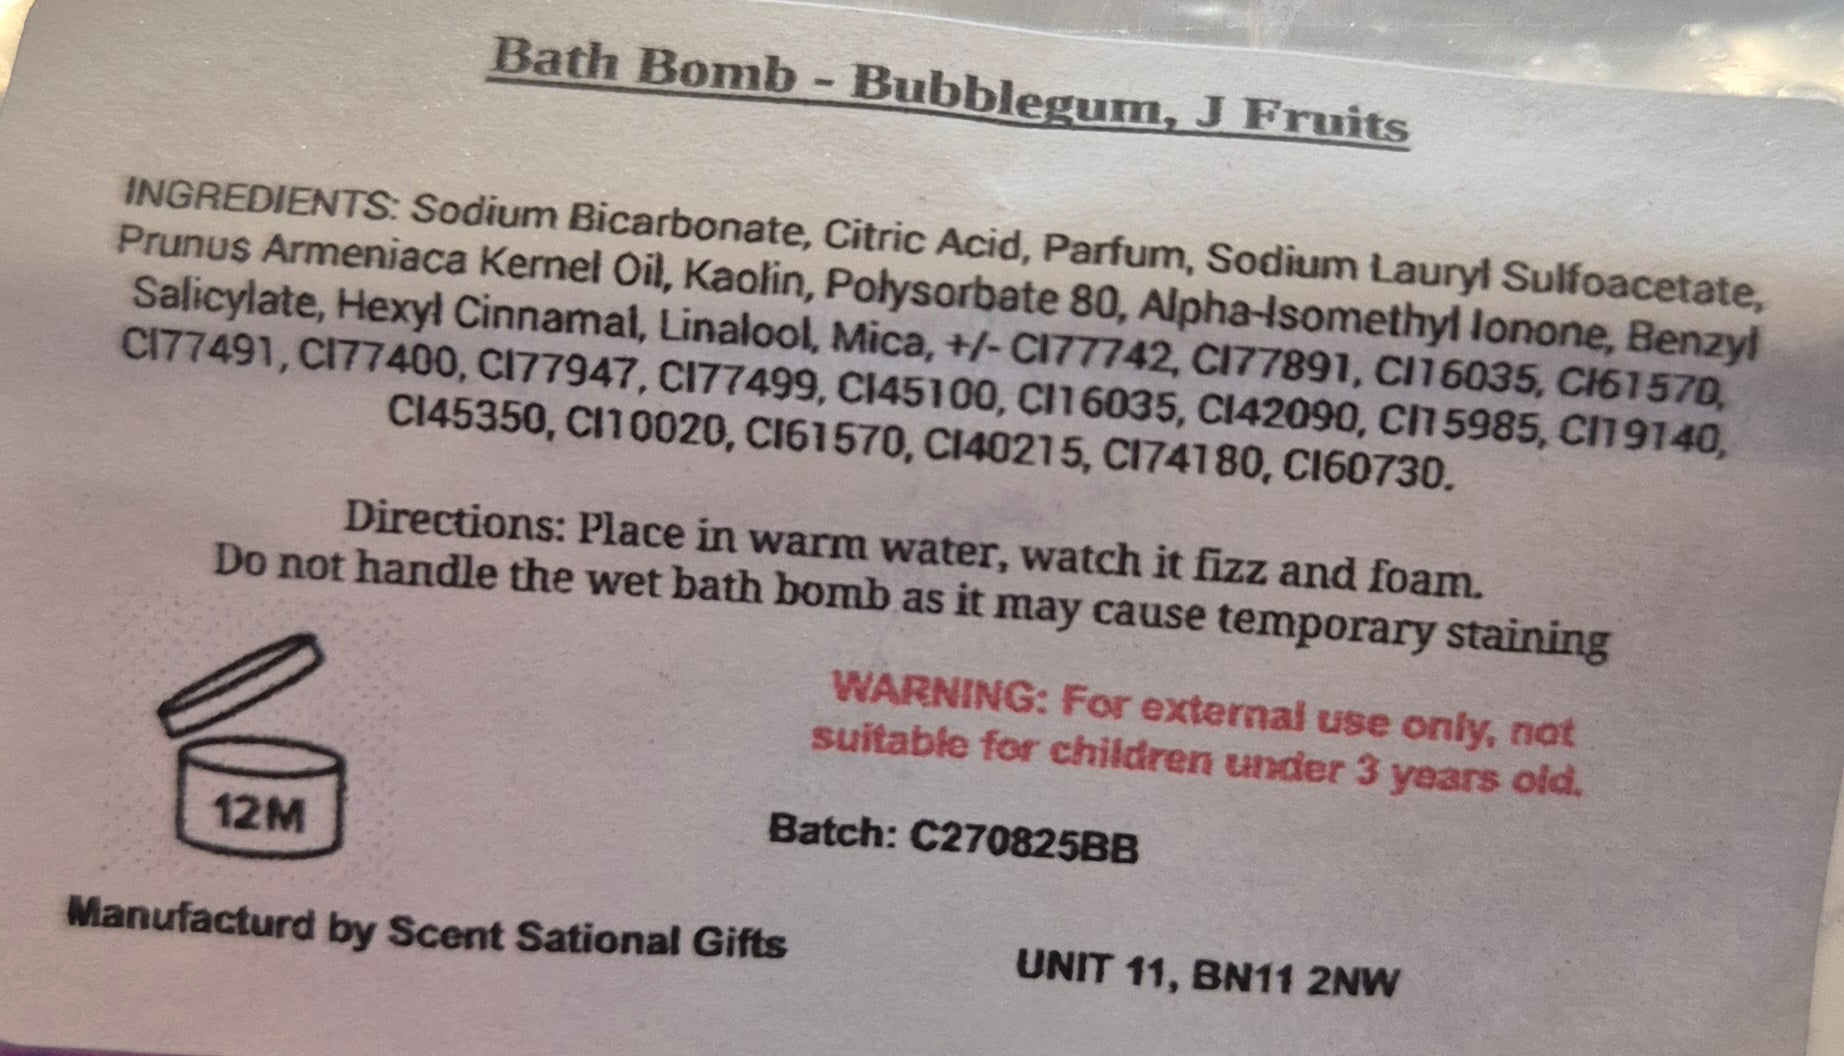 Bath Bomb - Bubblegum, J Fruits
INGREDIENTS: Sodium Bicarbonate, Citric Acid, Parfum, Sodium Lauryl Sulfoacetate,
Prunus Armeniaca Kernel Oil, Kaolin, Polysorbate 80, Alpha-Isomethyl Ionone, Benzyl
Salicylate, Hexyl Cinnamal, Linalool, Mica, +/- CI77742, CI77891, CI16035, CI61570,
CI77491, CI77400, CI77947, CI77499, CI45100, CI16035, CI42090, CI15985, CI19140,
CI45350, CI10020, CI61570, CI40215, CI74180, CI60730.
Directions: Place in warm water, watch it fizz and foam.
Do not handle the wet bath bomb as it may cause temporary staining
WARNING: For external use only, not
suitable for children under 3 years old.
12M
Batch: C270825BB
Manufacturd by Scent Sational Gifts
UNIT 11, BN11 2NW